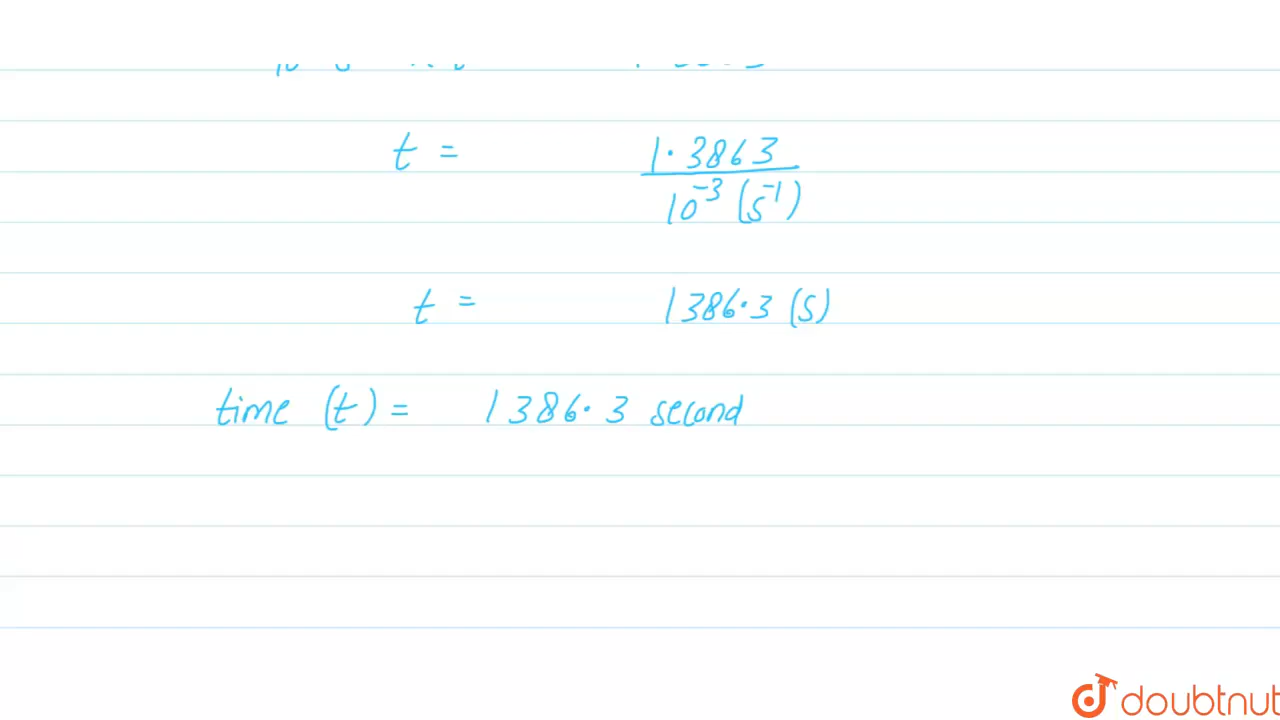 t = 1.3863 / 10⁻³ (s⁻¹)
t = 1386.3 (s)
time (t) = 1386.3 second
doubtnut